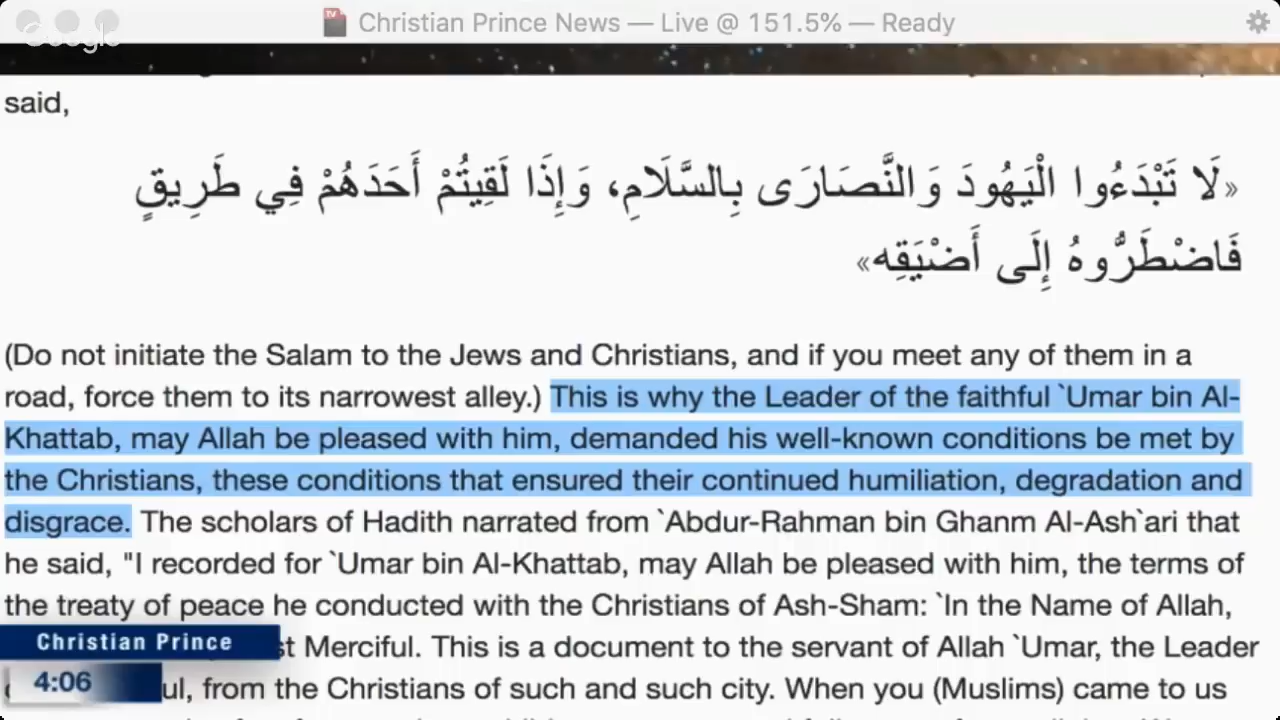 Christian Prince News — Live @ 151.5% — Ready
Google
said,
«لَا تَبْدَءُوا الْيَهُودَ وَالنَّصَارَى بِالسَّلَامِ، وَإِذَا لَقِيتُمْ أَحَدَهُمْ فِي طَرِيقٍ
فَاضْطَرُّوهُ إِلَى أَضْيَقِه»
(Do not initiate the Salam to the Jews and Christians, and if you meet any of them in a
road, force them to its narrowest alley.) This is why the Leader of the faithful `Umar bin Al-
Khattab, may Allah be pleased with him, demanded his well-known conditions be met by
the Christians, these conditions that ensured their continued humiliation, degradation and
disgrace. The scholars of Hadith narrated from `Abdur-Rahman bin Ghanm Al-Ash`ari that
he said, "I recorded for `Umar bin Al-Khattab, may Allah be pleased with him, the terms of
the treaty of peace he conducted with the Christians of Ash-Sham: `In the Name of Allah,
Merciful. This is a document to the servant of Allah `Umar, the Leader
from the Christians of such and such city. When you (Muslims) came to us
Christian Prince
4:06